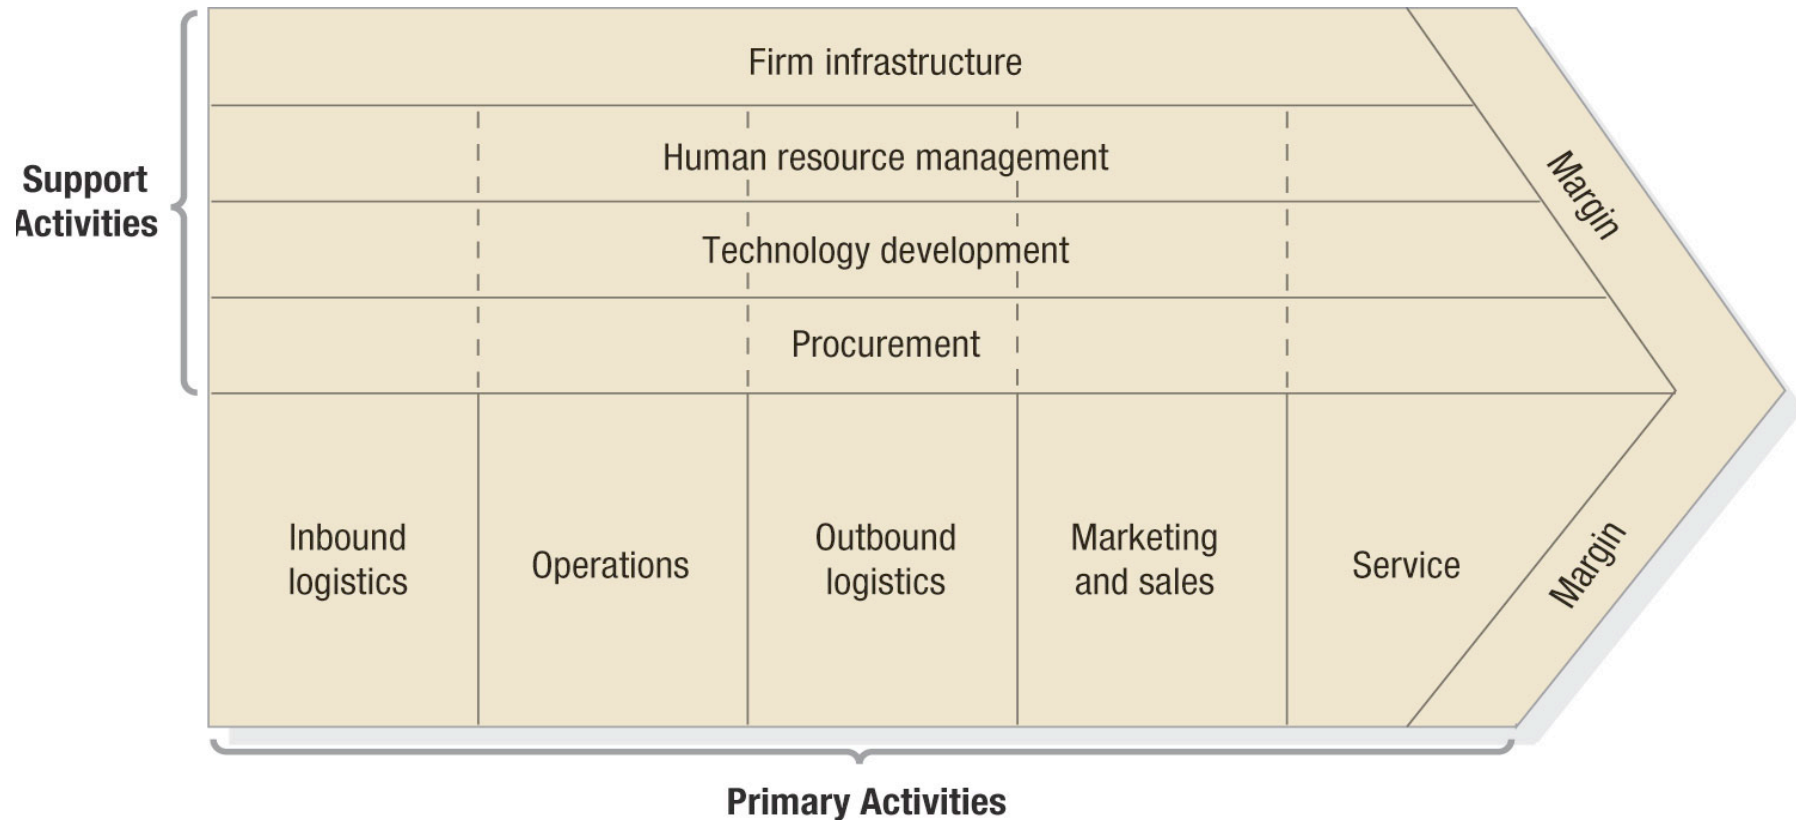 Firm infrastructure
Human resource management
Technology development
Procurement
Support
Activities
Margin
Inbound
logistics
Operations
Outbound
logistics
Marketing
and sales
Service
Margin
Primary Activities